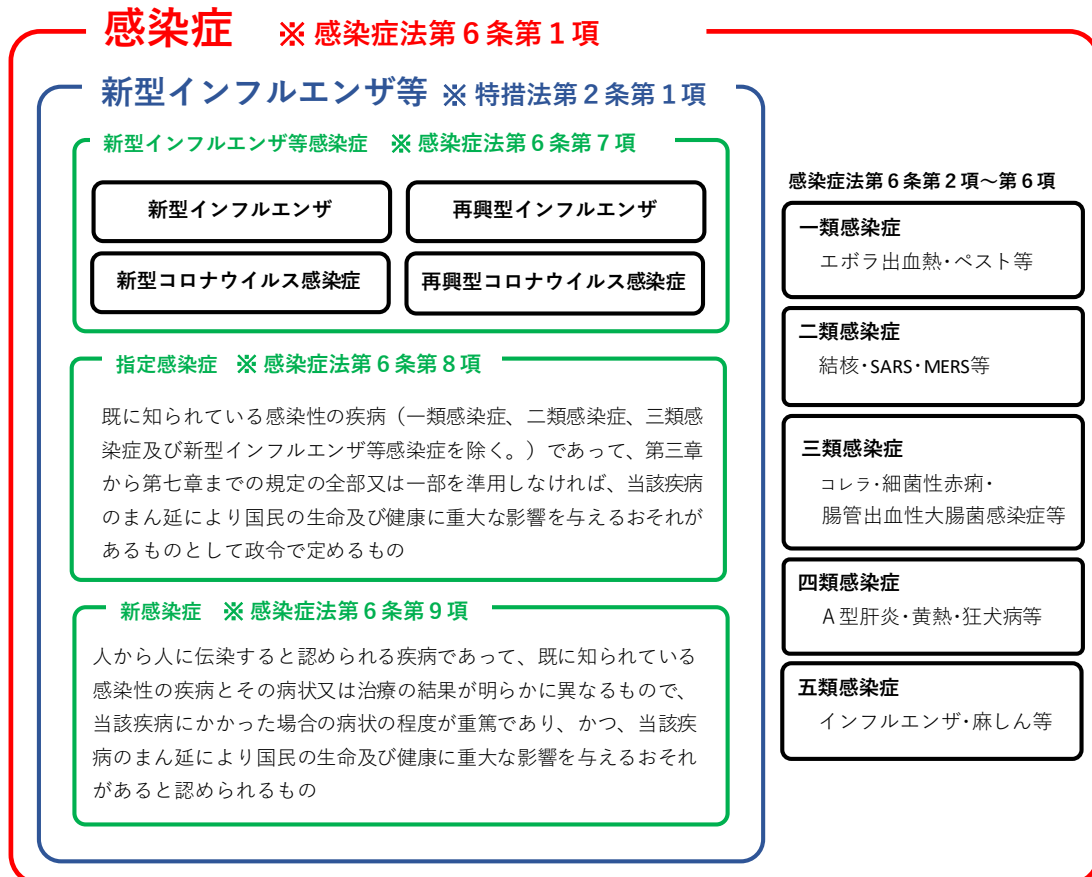 感染症 ※ 感染症法第6条第1項
新型インフルエンザ等 ※ 特措法第2条第1項
新型インフルエンザ等感染症 ※ 感染症法第6条第7項
新型インフルエンザ
再興型インフルエンザ
新型コロナウイルス感染症
再興型コロナウイルス感染症
指定感染症 ※ 感染症法第6条第8項
既に知られている感染性の疾病（一類感染症、二類感染症、三類感
染症及び新型インフルエンザ等感染症を除く。）であって、第三章
から第七章までの規定の全部又は一部を準用しなければ、当該疾病
のまん延により国民の生命及び健康に重大な影響を与えるおそれが
あるものとして政令で定めるもの
新感染症 ※ 感染症法第6条第9項
人から人に伝染すると認められる疾病であって、既に知られている
感染性の疾病とその病状又は治療の結果が明らかに異なるもので、
当該疾病にかかった場合の病状の程度が重篤であり、かつ、当該疾
病のまん延により国民の生命及び健康に重大な影響を与えるおそれ
があると認められるもの
感染症法第6条第2項～第6項
一類感染症
エボラ出血熱・ペスト等
二類感染症
結核・SARS・MERS等
三類感染症
コレラ・細菌性赤痢・
腸管出血性大腸菌感染症等
四類感染症
A型肝炎・黄熱・狂犬病等
五類感染症
インフルエンザ・麻しん等